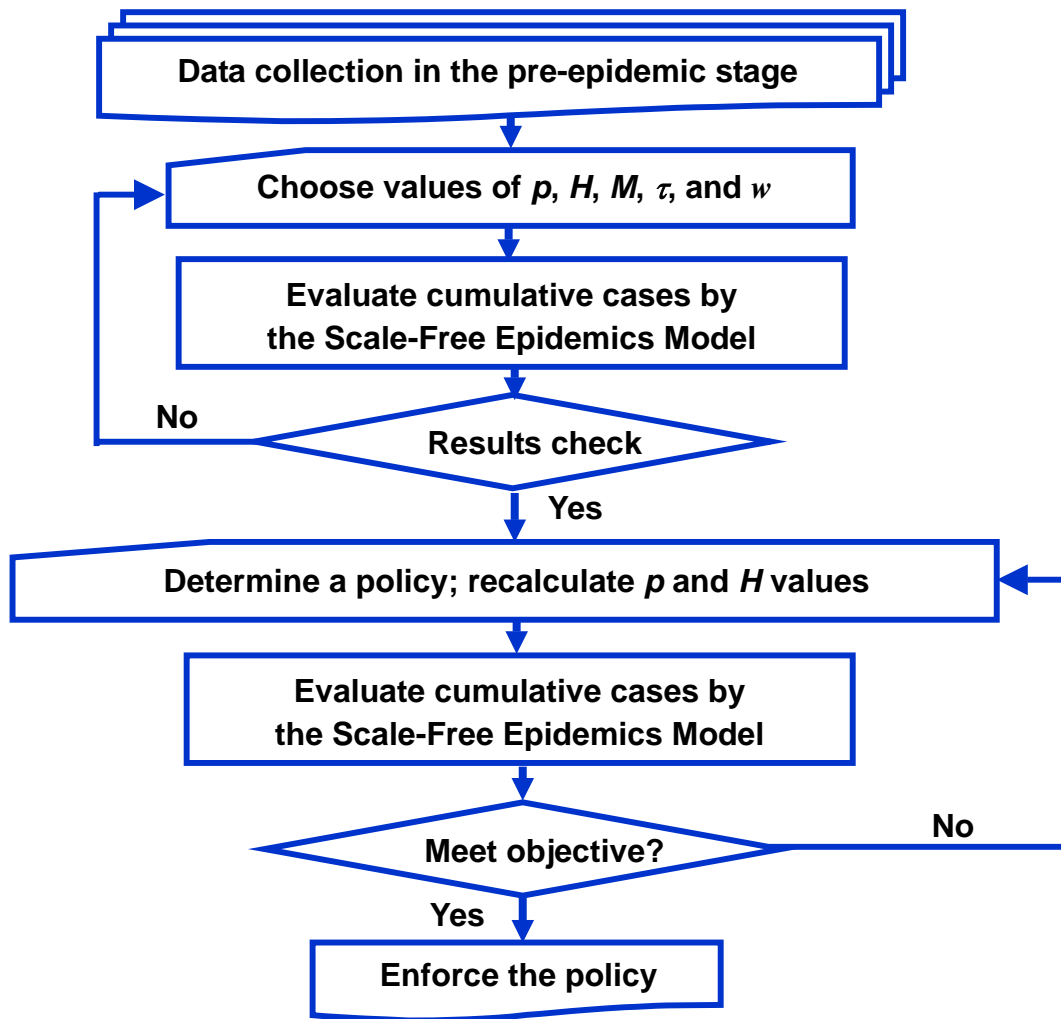 Data collection in the pre-epidemic stage
Choose values of p, H, M, τ, and w
Evaluate cumulative cases by
the Scale-Free Epidemics Model
No
Results check
Yes
Determine a policy; recalculate p and H values
Evaluate cumulative cases by
the Scale-Free Epidemics Model
No
Meet objective?
Yes
Enforce the policy